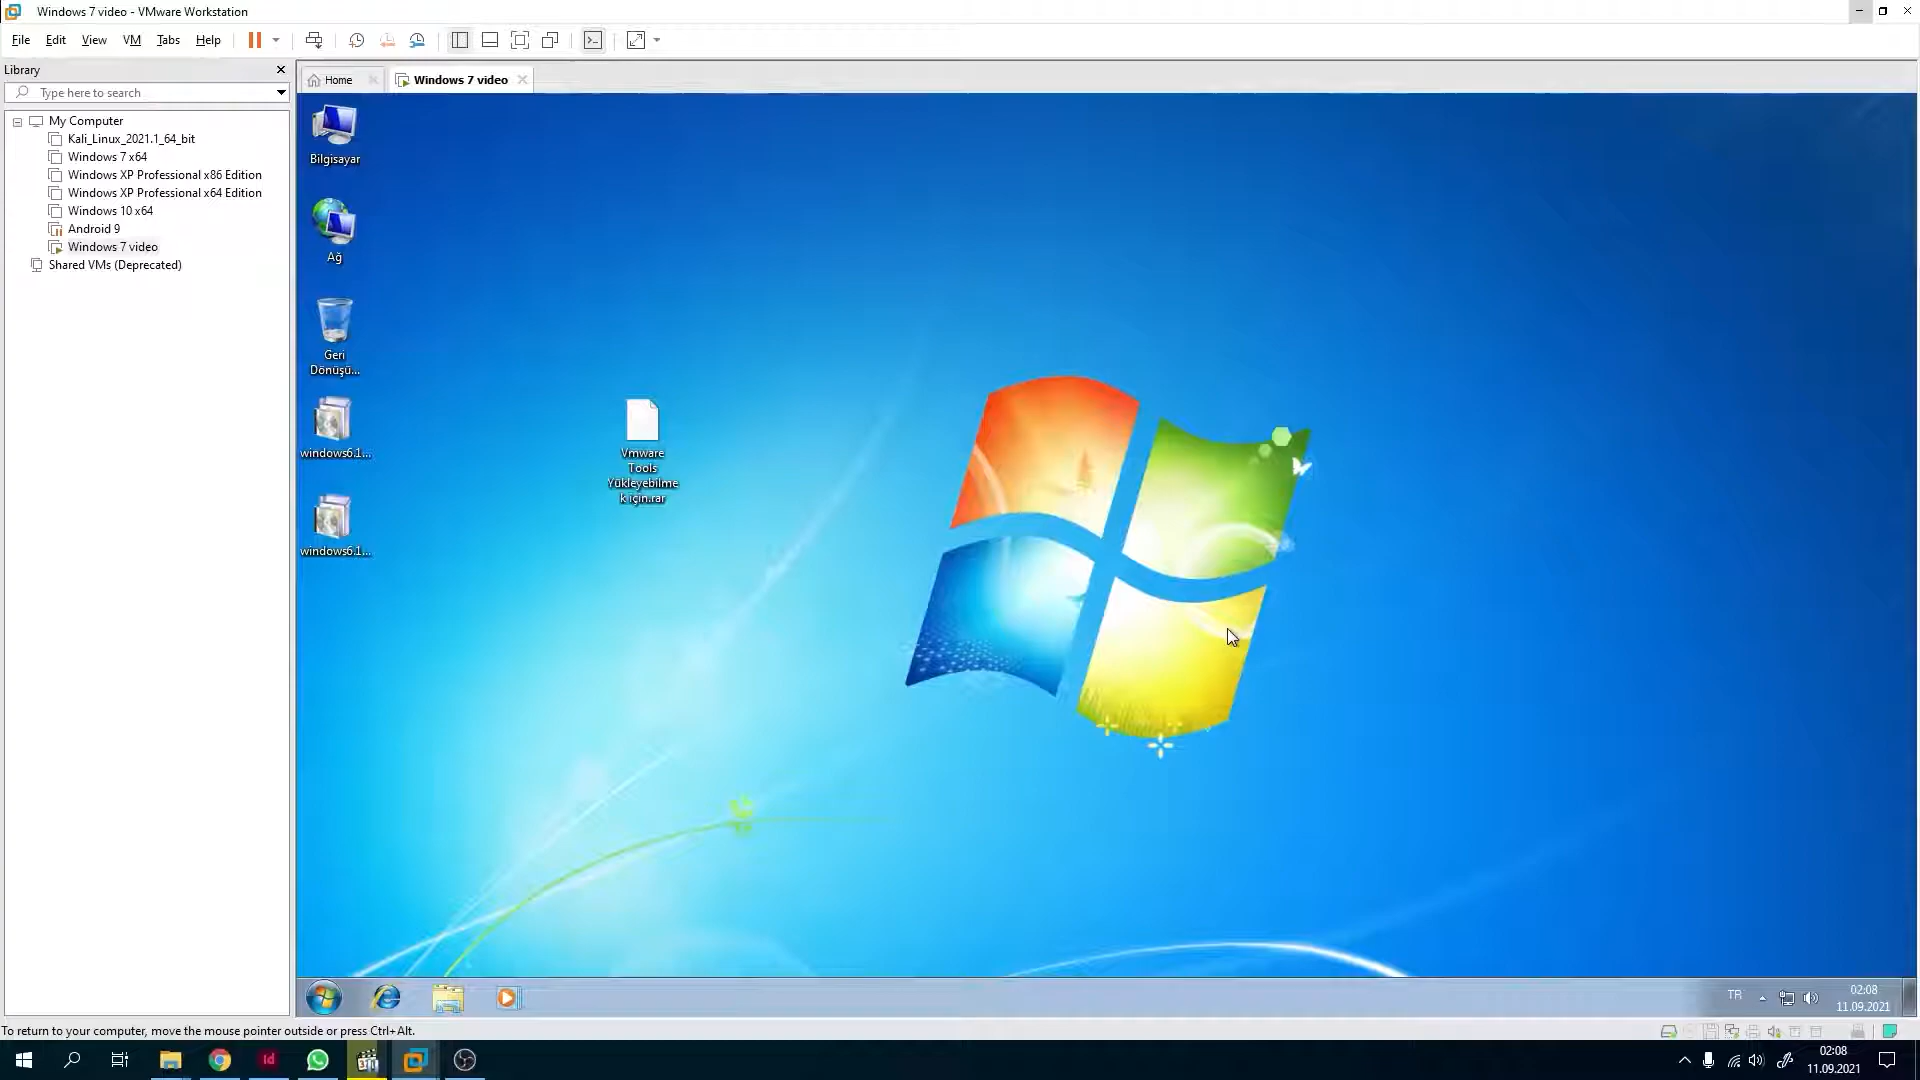 Windows 7 video - VMware Workstation
File Edit View VM Tabs Help
Library
Type here to search
Home
Windows 7 video
My Computer
Kali_Linux_2021.1_64_bit
Windows 7 x64
Windows XP Professional x86 Edition
Windows XP Professional x64 Edition
Windows 10 x64
Android 9
Windows 7 video
Shared VMs (Deprecated)
Bilgisayar
Ağ
Geri
Dönüşü...
windows6.1...
windows6.1...
Vmware
Tools
Yükleyebilme
k için.rar
TR
02:08
11.09.2021
To return to your computer, move the mouse pointer outside or press Ctrl+Alt.
Id
02:08
11.09.2021